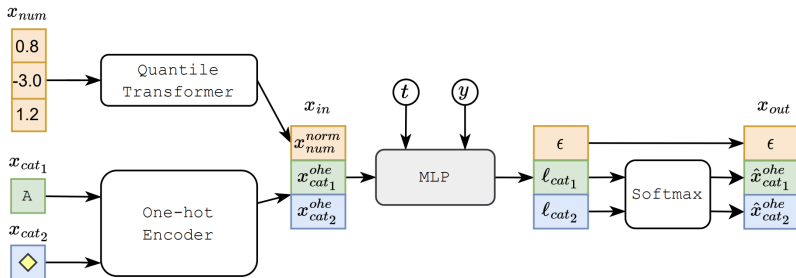 x_num
0.8
-3.0
1.2
Quantile
Transformer
x_cat₁
A
x_cat₂
One-hot
Encoder
x_in
x_num^norm
x_cat₁^ohe
x_cat₂^ohe
t
y
MLP
ϵ
ℓ_cat₁
ℓ_cat₂
Softmax
x_out
ϵ
x̂_cat₁^ohe
x̂_cat₂^ohe